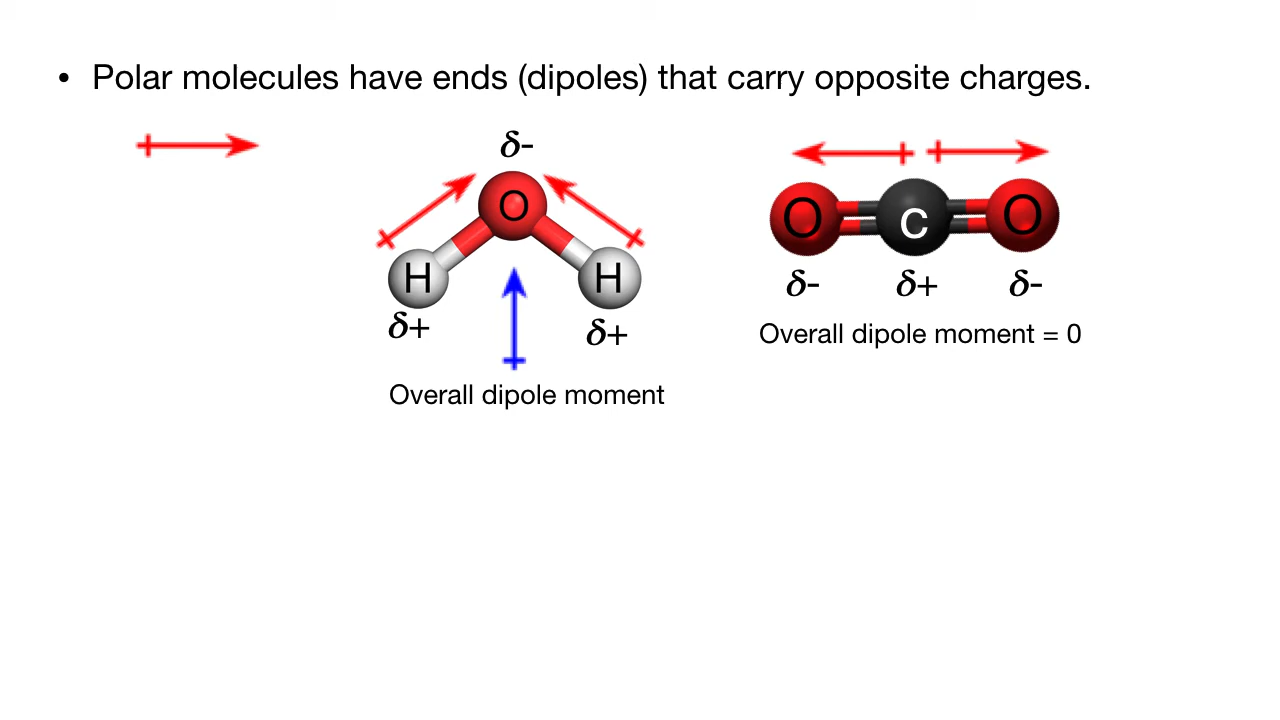 • Polar molecules have ends (dipoles) that carry opposite charges.
δ-
O
H
H
δ+
δ+
Overall dipole moment
O
C
O
δ-
δ+
δ-
Overall dipole moment = 0